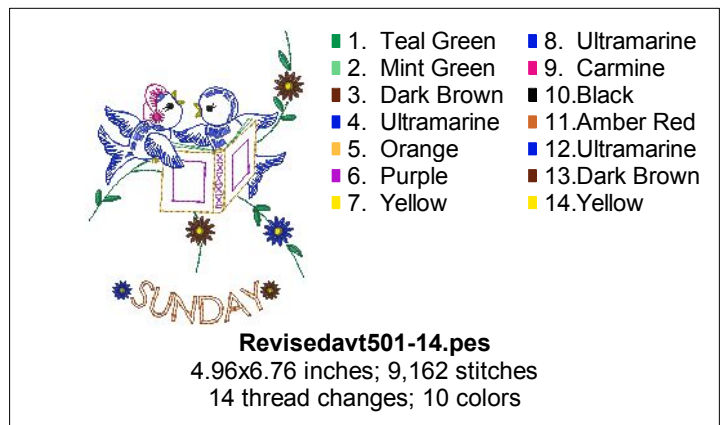 1. Teal Green
2. Mint Green
3. Dark Brown
4. Ultramarine
5. Orange
6. Purple
7. Yellow
8. Ultramarine
9. Carmine
10.Black
11.Amber Red
12.Ultramarine
13.Dark Brown
14.Yellow
SUNDAY
Revisedavt501-14.pes
4.96x6.76 inches; 9,162 stitches
14 thread changes; 10 colors